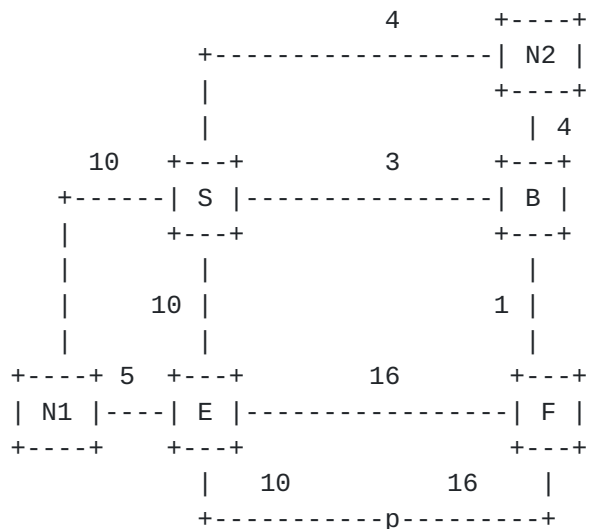 4 +----+
+-----------------| N2 |
| +----+
| | 4
10 +---+ 3 +---+
+------| S |----------------| B |
| +---+ +---+
| | |
| 10 | 1 |
| | |
+----+ 5 +---+ 16 +---+
| N1 |----| E |-----------------| F |
+----+ +---+ +---+
| 10 16 |
+-----------p---------+